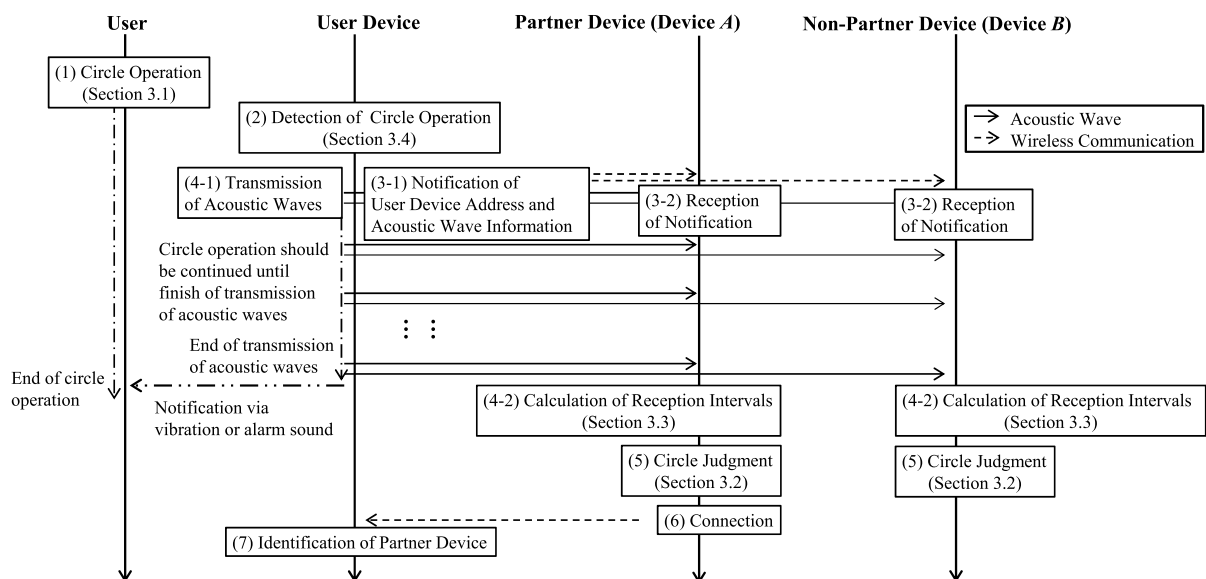 User
User Device
Partner Device (Device A)
Non-Partner Device (Device B)
(1) Circle Operation
(Section 3.1)
(2) Detection of Circle Operation
(Section 3.4)
Acoustic Wave
Wireless Communication
(4-1) Transmission
of Acoustic Waves
(3-1) Notification of
User Device Address and
Acoustic Wave Information
(3-2) Reception
of Notification
(3-2) Reception
of Notification
Circle operation should
be continued until
finish of transmission
of acoustic waves
End of transmission
of acoustic waves
End of circle
operation
Notification via
vibration or alarm sound
(4-2) Calculation of Reception Intervals
(Section 3.3)
(4-2) Calculation of Reception Intervals
(Section 3.3)
(5) Circle Judgment
(Section 3.2)
(5) Circle Judgment
(Section 3.2)
(6) Connection
(7) Identification of Partner Device